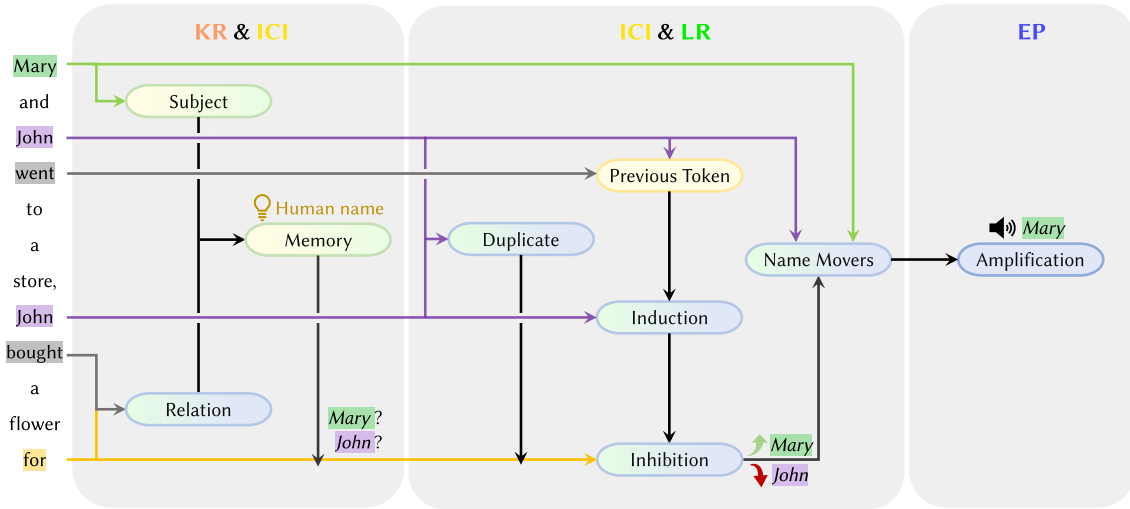 KR & ICI
ICI & LR
EP
Mary
and
John
went
to
a
store,
John
bought
a
flower
for
Subject
Human name
Memory
Relation
Mary?
John?
Previous Token
Duplicate
Induction
Inhibition
Mary
John
Name Movers
Mary
Amplification